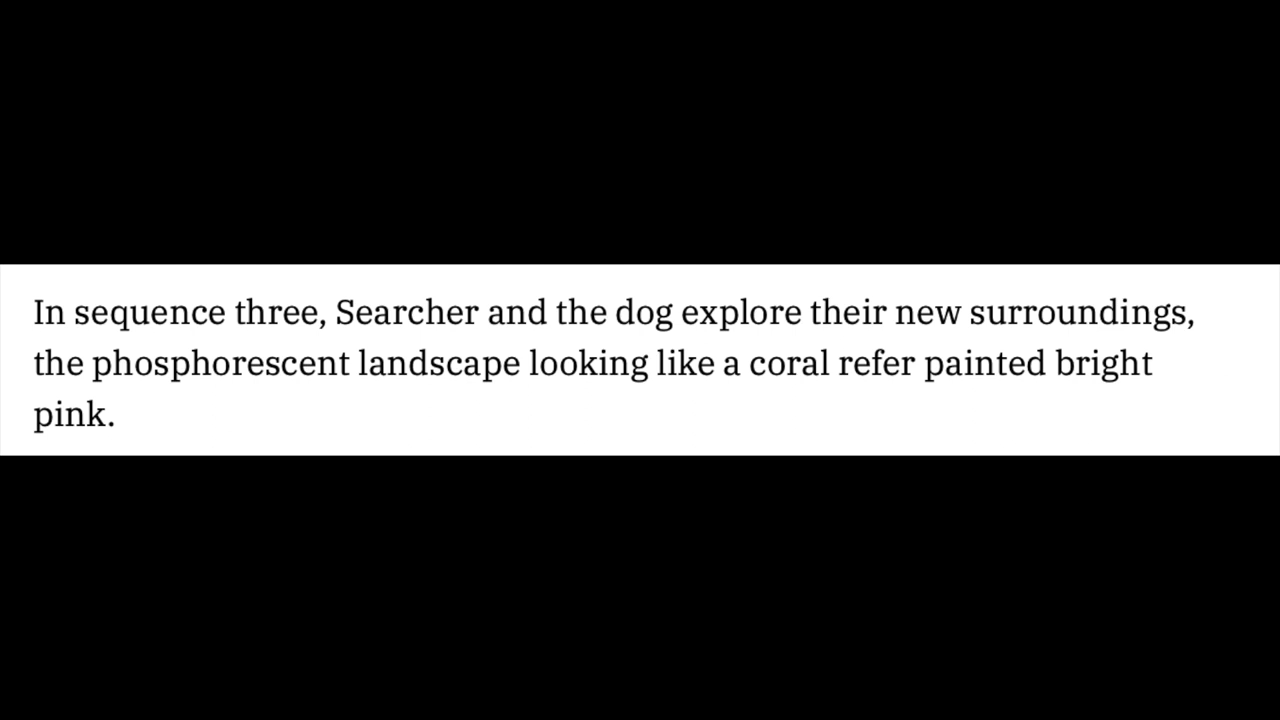 In sequence three, Searcher and the dog explore their new surroundings,
the phosphorescent landscape looking like a coral refer painted bright
pink.